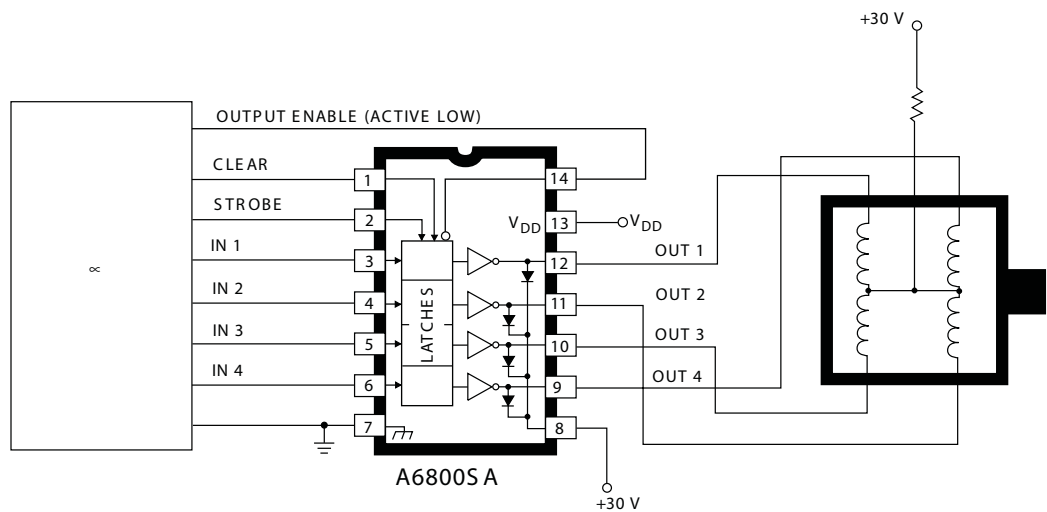 +30 V
OUTPUT ENABLE (ACTIVE LOW)
CLEAR
STROBE
IN 1
IN 2
IN 3
IN 4
∝
1
2
3
4
5
6
7
14
13
12
11
10
9
8
VDD
VDD
LATCHES
OUT 1
OUT 2
OUT 3
OUT 4
A6800SA
+30 V